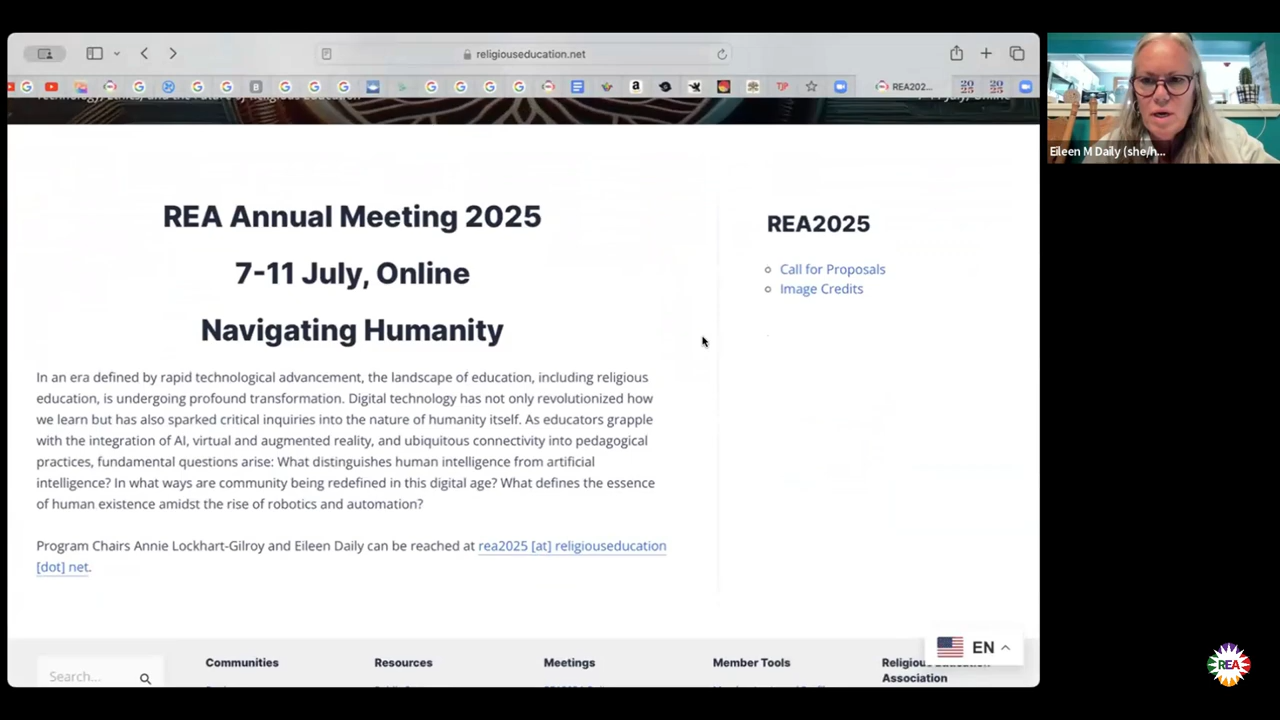 religiouseducation.net
REA202...
REA Annual Meeting 2025
7-11 July, Online
Navigating Humanity
In an era defined by rapid technological advancement, the landscape of education, including religious
education, is undergoing profound transformation. Digital technology has not only revolutionized how
we learn but has also sparked critical inquiries into the nature of humanity itself. As educators grapple
with the integration of AI, virtual and augmented reality, and ubiquitous connectivity into pedagogical
practices, fundamental questions arise: What distinguishes human intelligence from artificial
intelligence? In what ways are community being redefined in this digital age? What defines the essence
of human existence amidst the rise of robotics and automation?
Program Chairs Annie Lockhart-Gilroy and Eileen Daily can be reached at rea2025 [at] religiouseducation
[dot] net.
REA2025
Call for Proposals
Image Credits
EN
Search...
Communities
Resources
Meetings
Member Tools
Association
Eileen M Daily (she/h...
REA